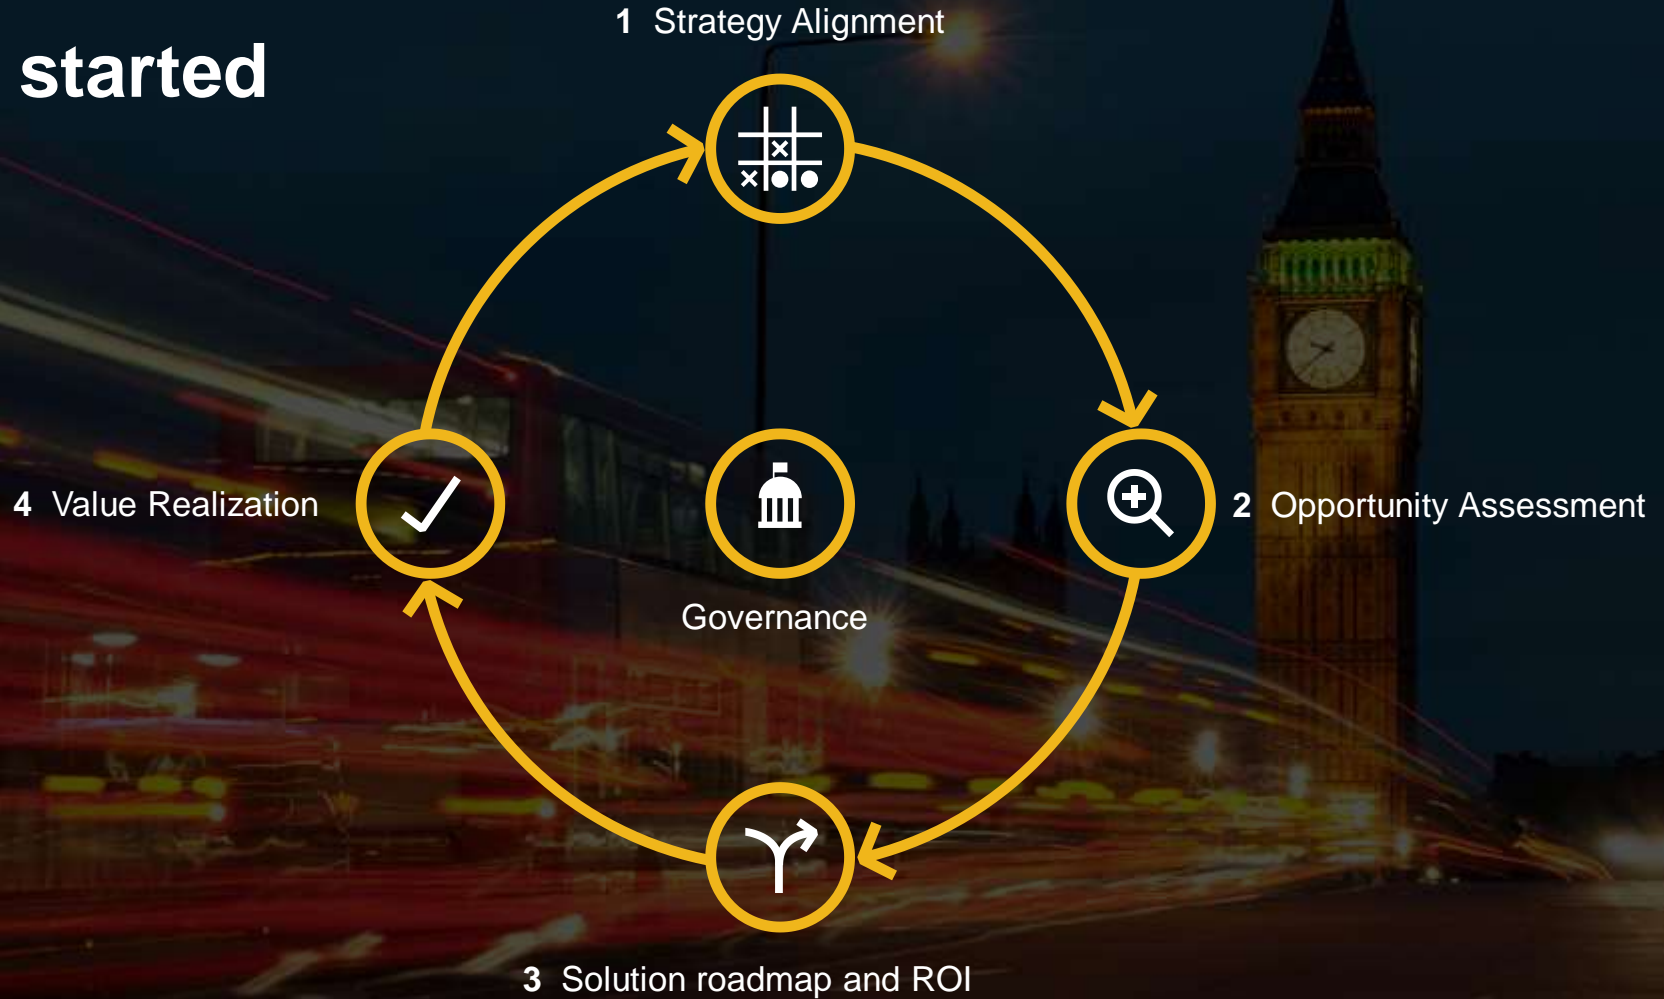 started
1 Strategy Alignment
4 Value Realization
2 Opportunity Assessment
Governance
3 Solution roadmap and ROI